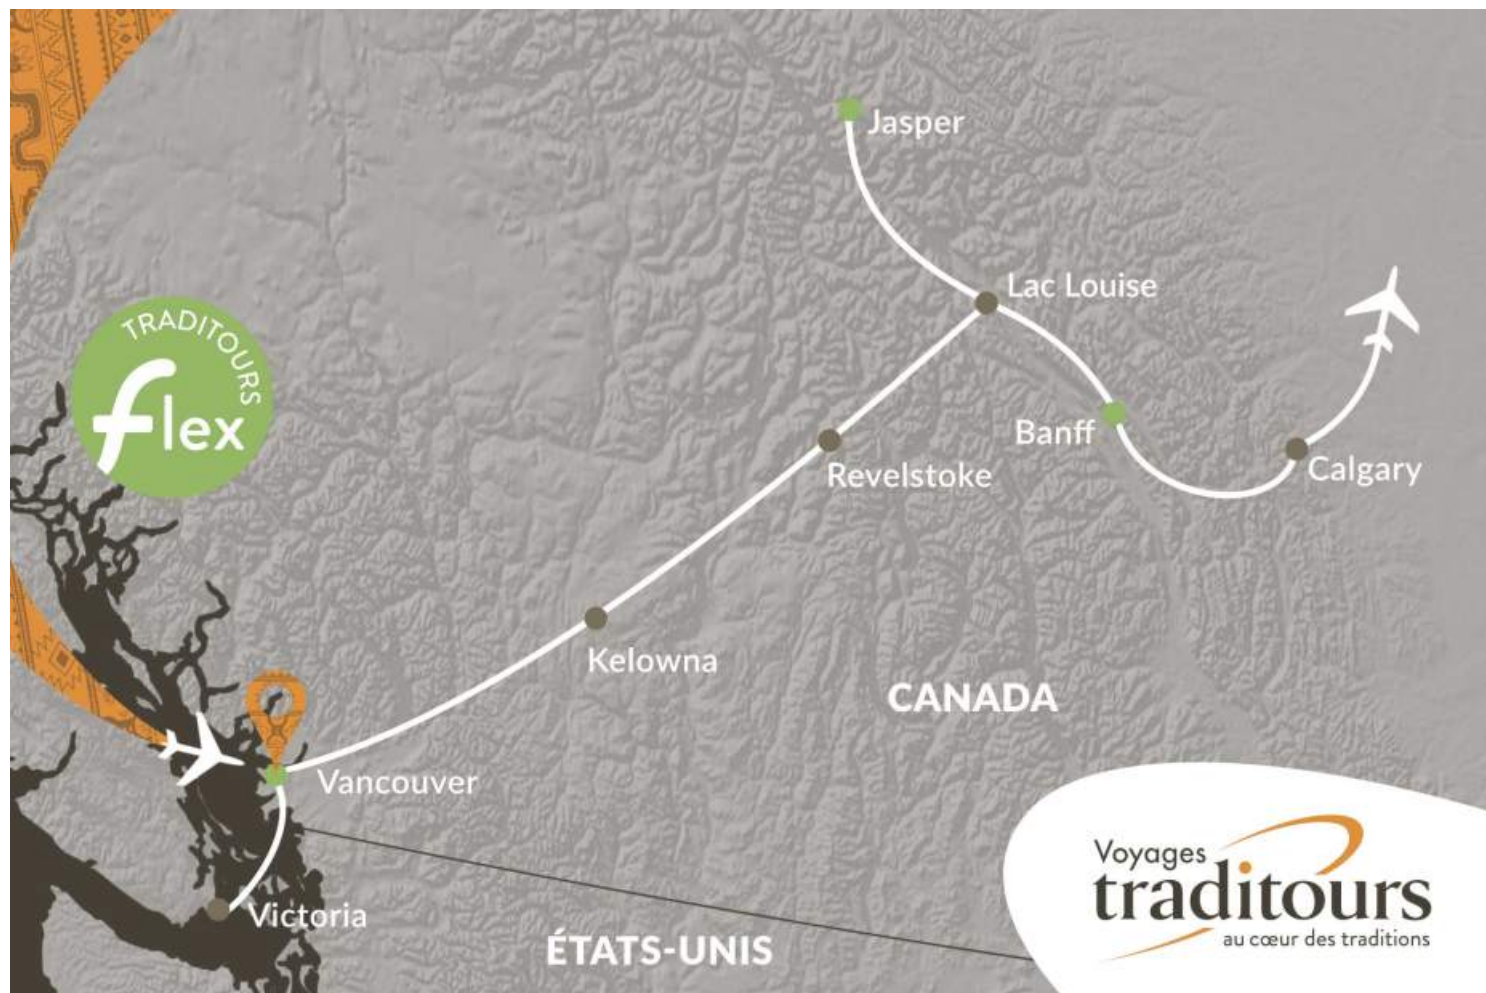 Jasper
Lac Louise
TRADITOURS
flex
Banff
Revelstoke
Calgary
Kelowna
CANADA
Vancouver
Victoria
ÉTATS-UNIS
Voyages
traditours
au cœur des traditions